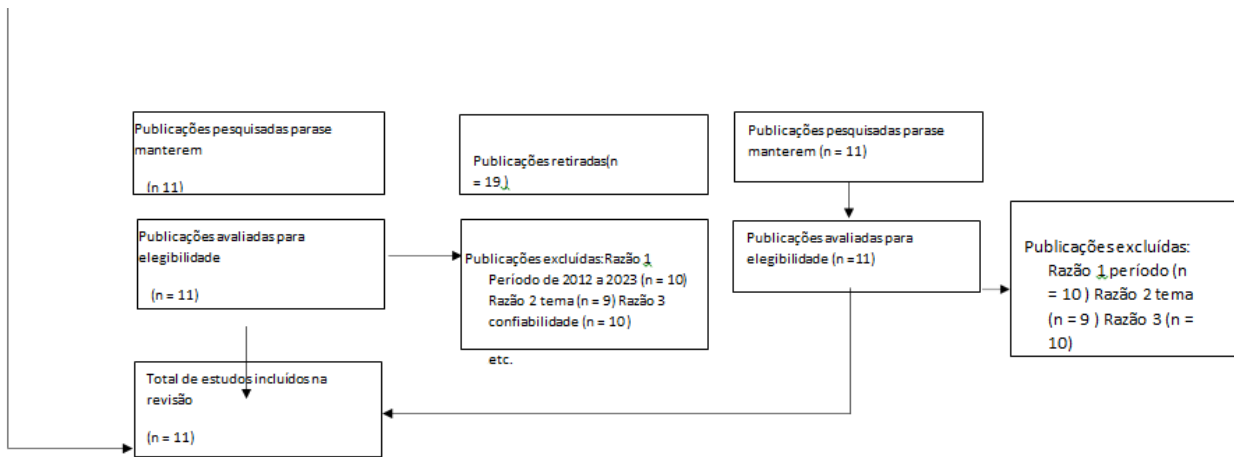 Publicações pesquisadas parase
manterem
(n 11)
Publicações retiradas(n
= 19.)
Publicações pesquisadas parase
manterem (n = 11)
Publicações avaliadas para
elegibilidade
(n = 11)
Publicações excluídas:Razão 1
Período de 2012 a 2023 (n = 10)
Razão 2 tema (n = 9) Razão 3
confiabilidade (n = 10 )
etc.
Publicações avaliadas para
elegibilidade (n =11)
Publicações excluídas:
Razão 1 período (n
= 10 ) Razão 2 tema
(n = 9 ) Razão 3 (n =
10)
Total de estudos incluídos na
revisão
(n = 11)